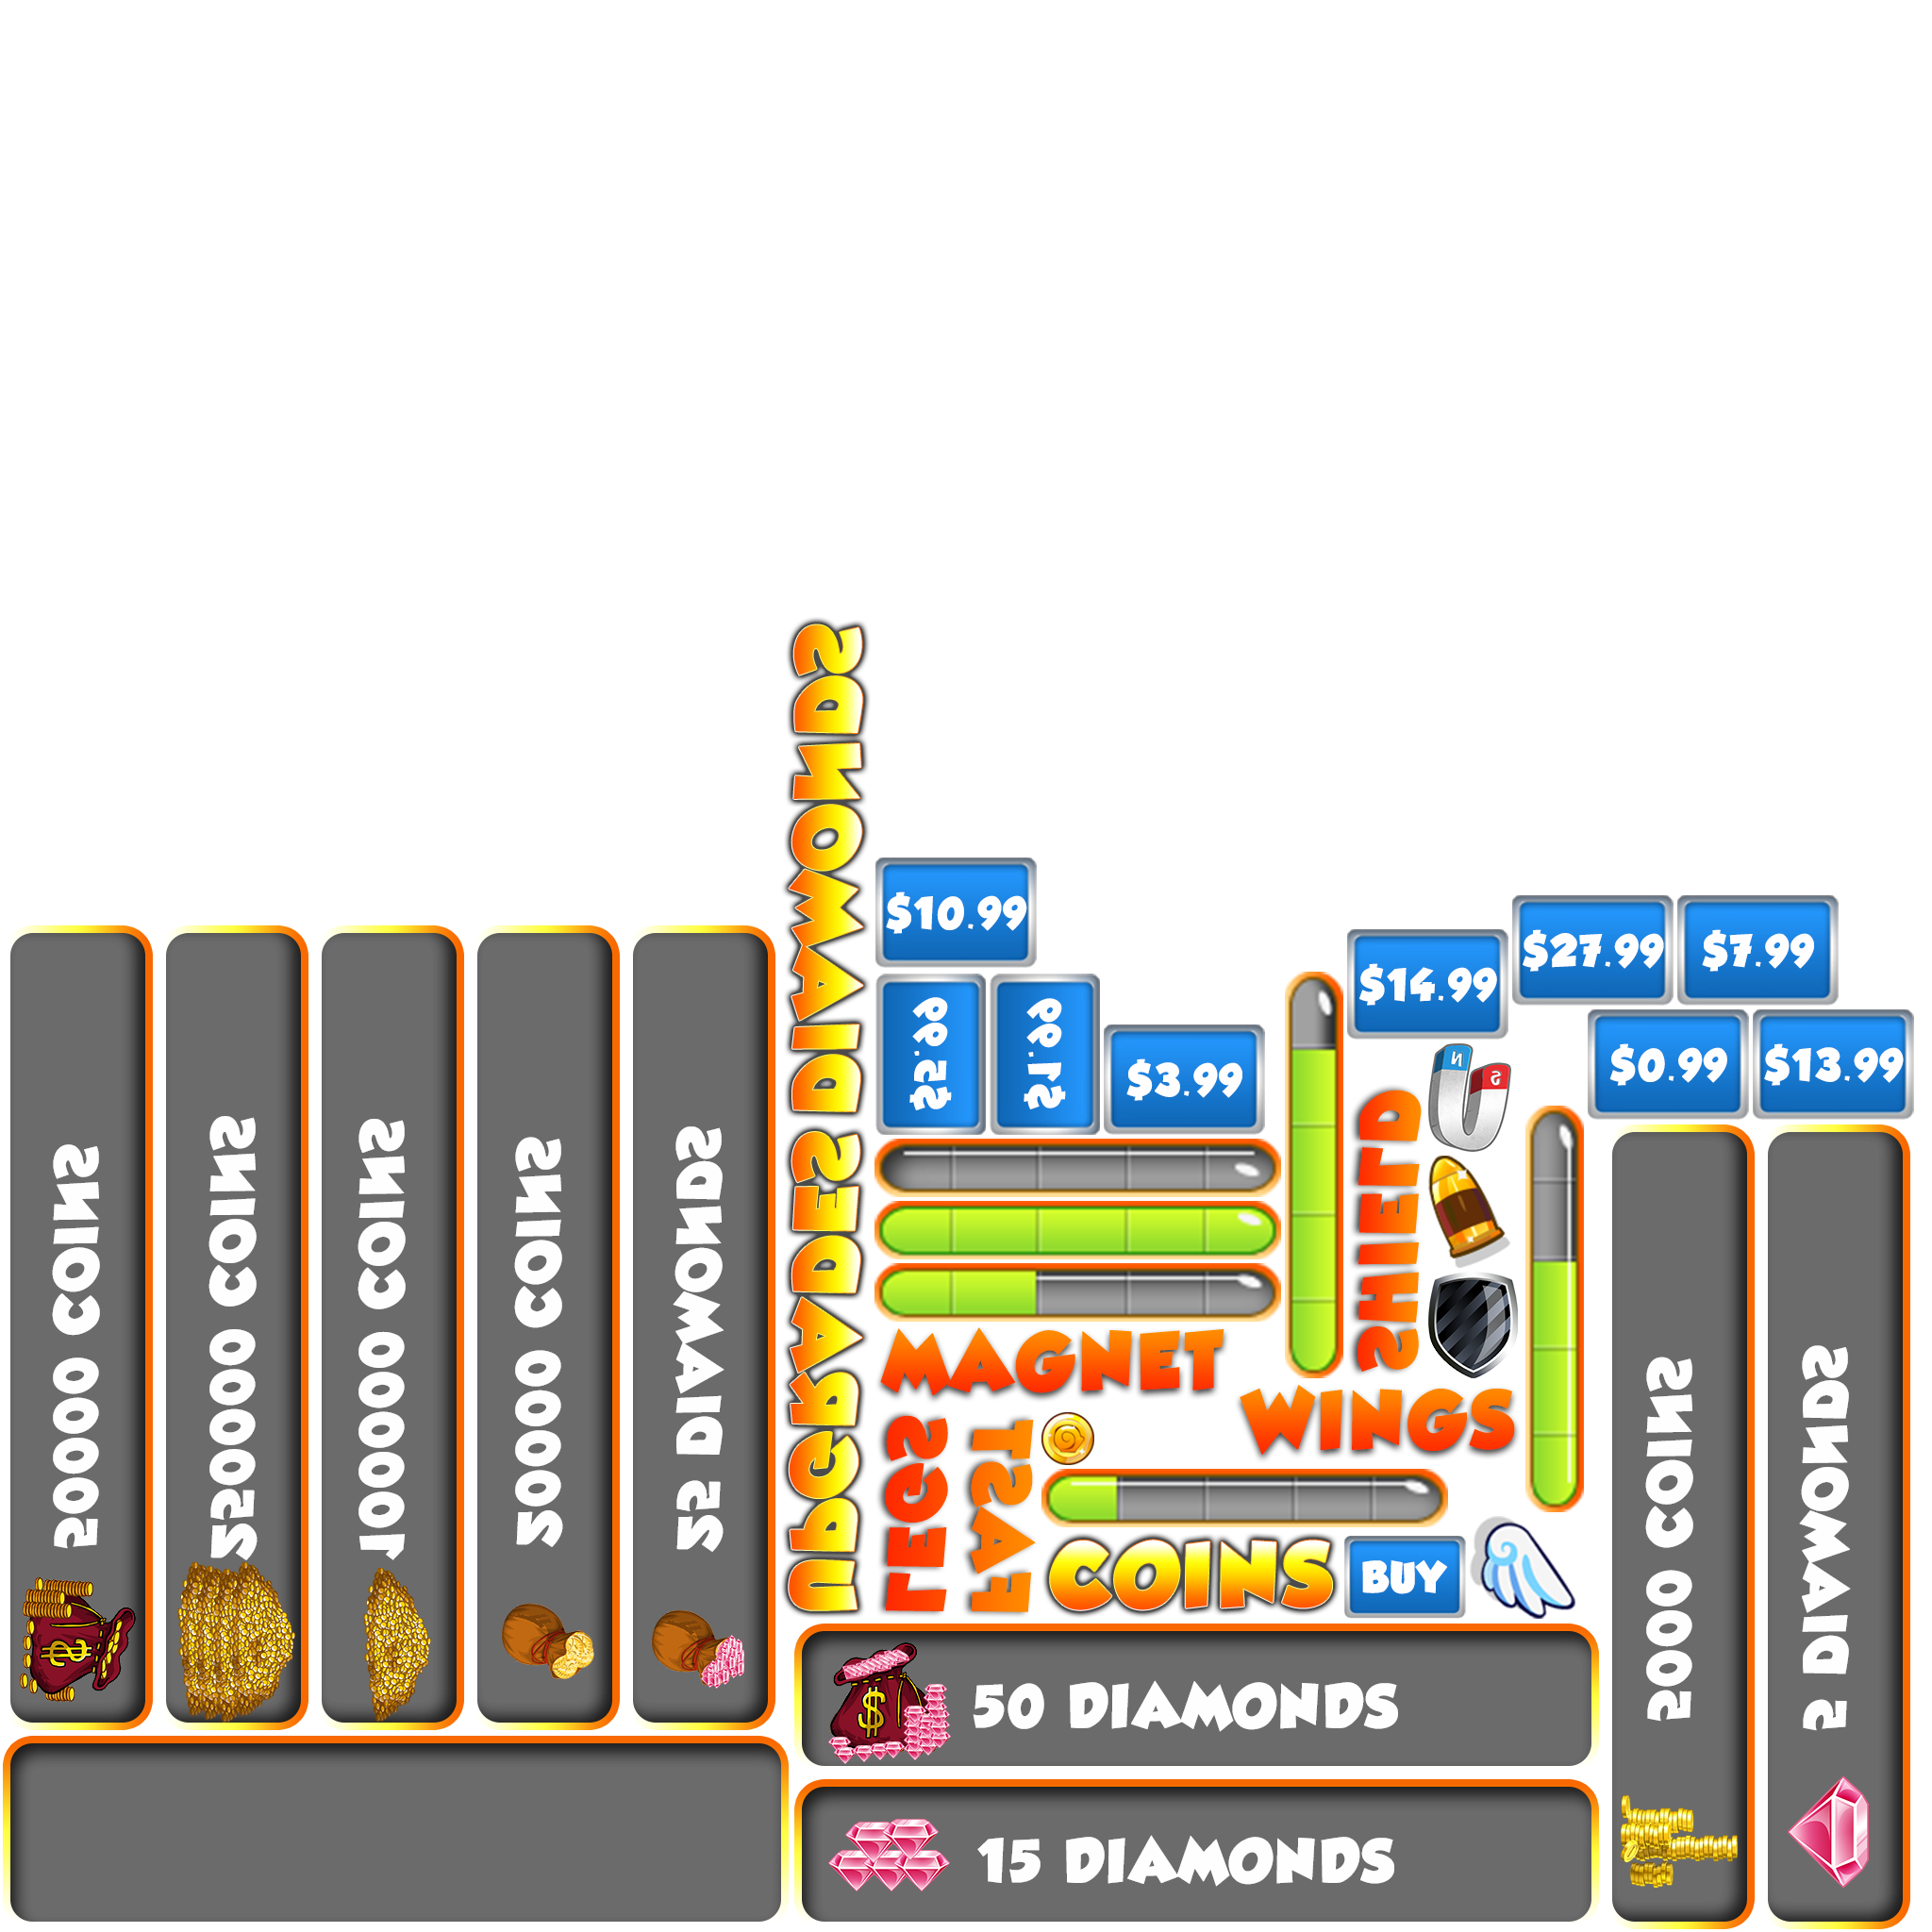 UPGRADES DIAMONDS
$10.99
$27.99
$7.99
$14.99
$2.99
$1.99
$3.99
$0.99
$13.99
N S
SHIELD
MAGNET
WINGS
LEGS
FAST
COINS
BUY
50000 COINS
250000 COINS
100000 COINS
20000 COINS
25 DIAMONDS
5000 COINS
5 DIAMONDS
$
$
50 DIAMONDS
15 DIAMONDS